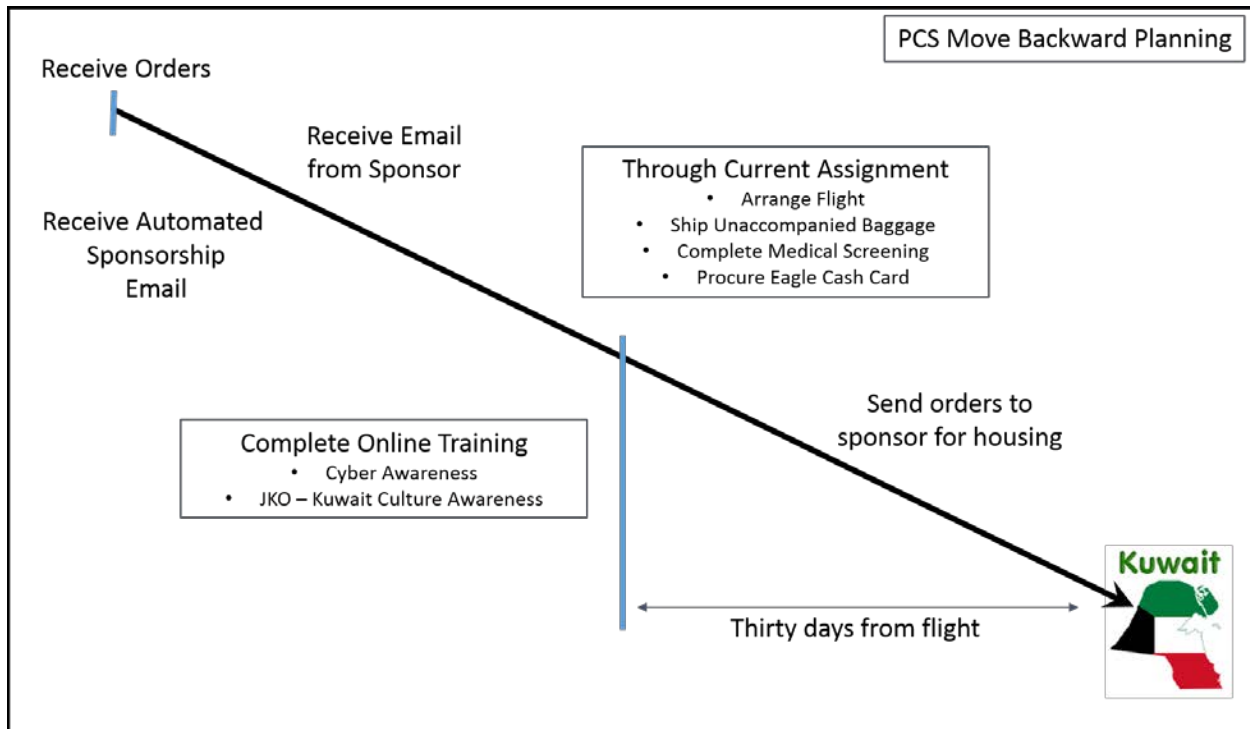 PCS Move Backward Planning
Receive Orders
Receive Email
from Sponsor
Receive Automated
Sponsorship
Email
Through Current Assignment
• Arrange Flight
• Ship Unaccompanied Baggage
• Complete Medical Screening
• Procure Eagle Cash Card
Complete Online Training
• Cyber Awareness
• JKO – Kuwait Culture Awareness
Send orders to
sponsor for housing
Kuwait
Thirty days from flight